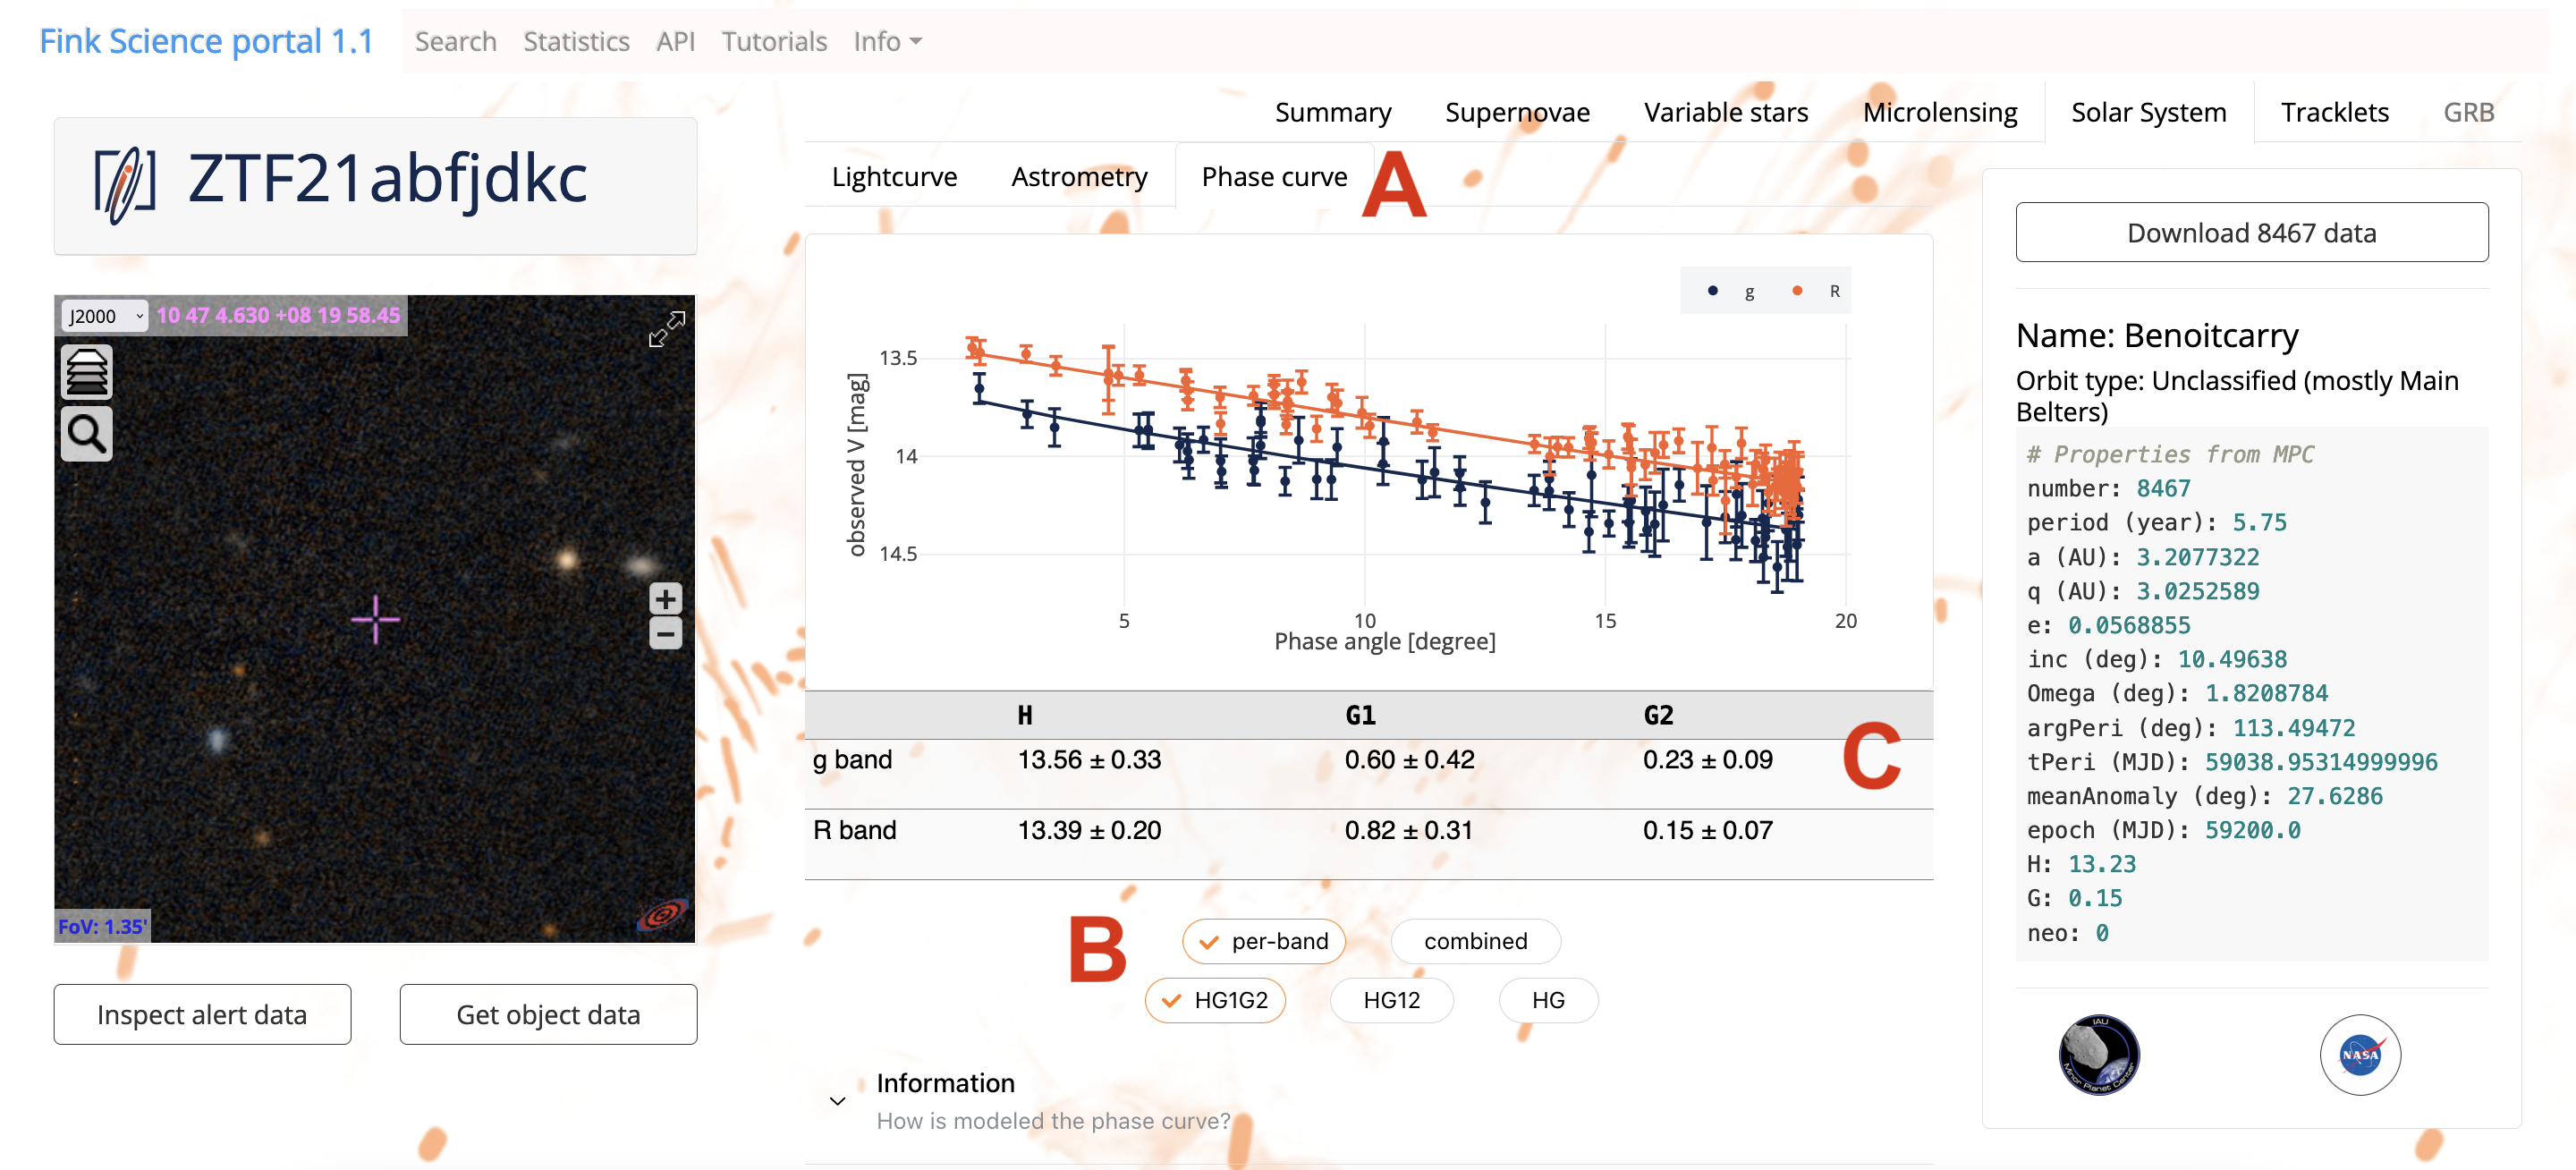 Fink Science portal 1.1
Search Statistics API Tutorials Info
Summary Supernovae Variable stars Microlensing Solar System Tracklets GRB
ZTF21abfjdkc
J2000 10 47 4.630 +08 19 58.45
FoV: 1.35'
Inspect alert data
Get object data
Lightcurve Astrometry Phase curve A
g R
observed V [mag]
13.5
14
14.5
5 10 15 20
Phase angle [degree]
H G1 G2
g band 13.56 ± 0.33 0.60 ± 0.42 0.23 ± 0.09
R band 13.39 ± 0.20 0.82 ± 0.31 0.15 ± 0.07
C
B
per-band combined
HG1G2 HG12 HG
Information
How is modeled the phase curve?
Download 8467 data
Name: Benoitcarry
Orbit type: Unclassified (mostly Main
Belters)
# Properties from MPC
number: 8467
period (year): 5.75
a (AU): 3.2077322
q (AU): 3.0252589
e: 0.0568855
inc (deg): 10.49638
Omega (deg): 1.8208784
argPeri (deg): 113.49472
tPeri (MJD): 59038.95314999996
meanAnomaly (deg): 27.6286
epoch (MJD): 59200.0
H: 13.23
G: 0.15
neo: 0
IAU
Minor Planet Center
NASA